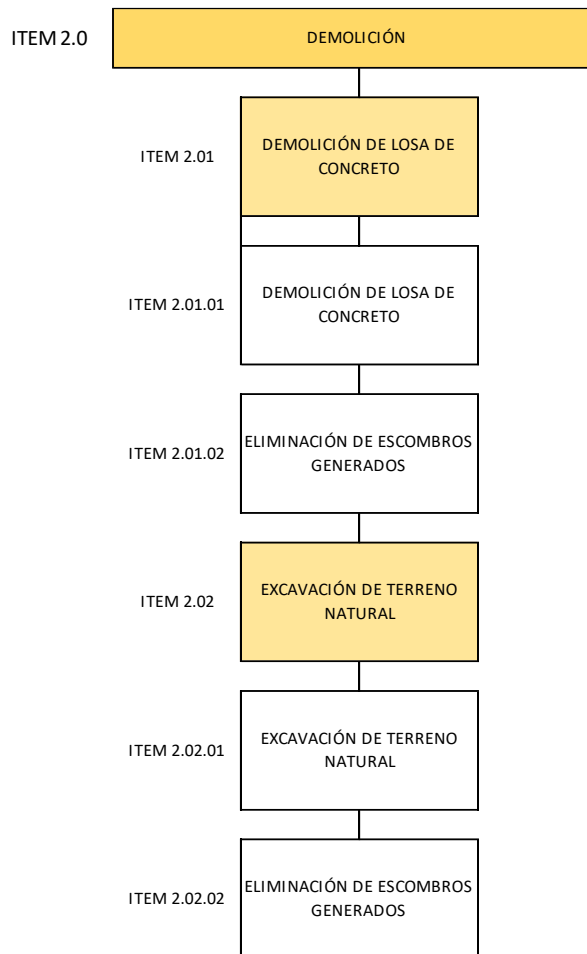 ITEM 2.0
DEMOLICIÓN
ITEM 2.01
DEMOLICIÓN DE LOSA DE
CONCRETO
ITEM 2.01.01
DEMOLICIÓN DE LOSA DE
CONCRETO
ITEM 2.01.02
ELIMINACIÓN DE ESCOMBROS
GENERADOS
ITEM 2.02
EXCAVACIÓN DE TERRENO
NATURAL
ITEM 2.02.01
EXCAVACIÓN DE TERRENO
NATURAL
ITEM 2.02.02
ELIMINACIÓN DE ESCOMBROS
GENERADOS